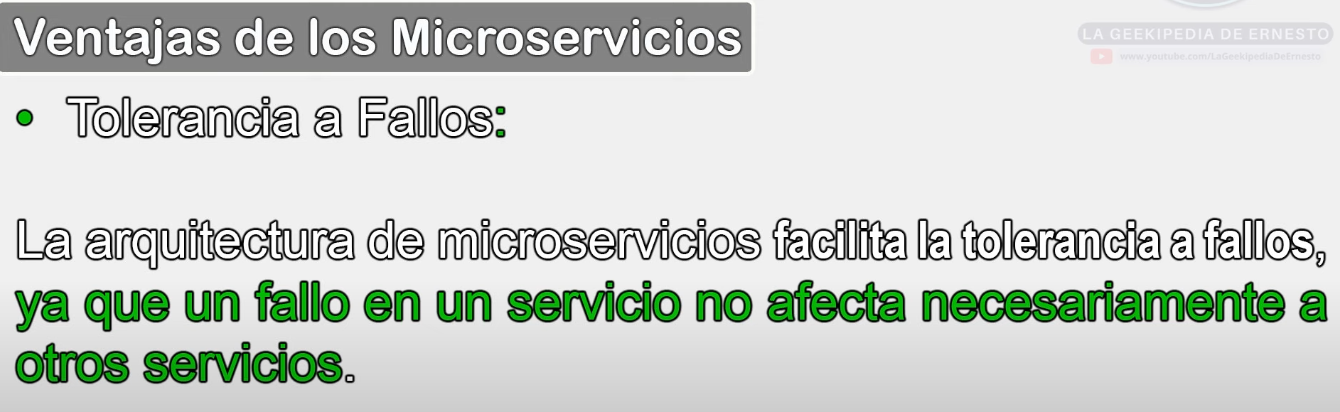 Ventajas de los Microservicios
LA GEEKIPEDIA DE ERNESTO
www.youtube.com/LaGeekipediaDeErnesto
• Tolerancia a Fallos:
La arquitectura de microservicios facilita la tolerancia a fallos,
ya que un fallo en un servicio no afecta necesariamente a
otros servicios.